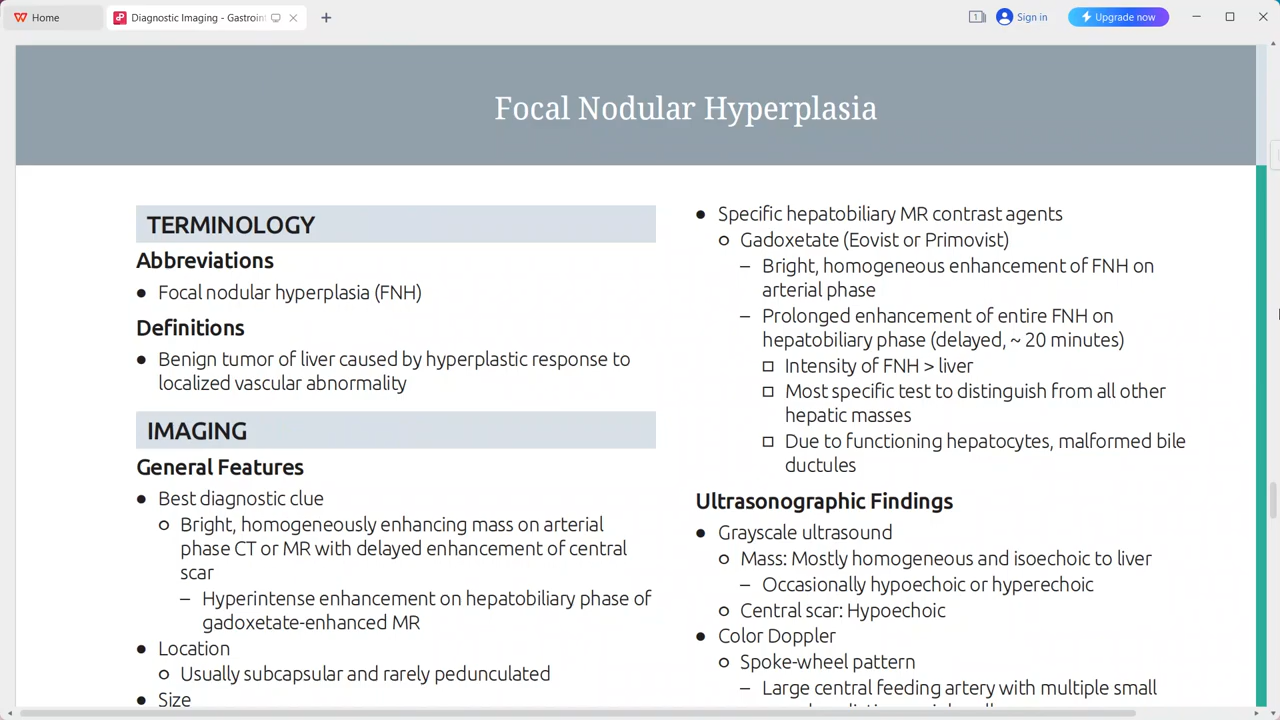 Home
Diagnostic Imaging - Gastroin
1
Sign in
Upgrade now
Focal Nodular Hyperplasia
TERMINOLOGY
Abbreviations
● Focal nodular hyperplasia (FNH)
Definitions
● Benign tumor of liver caused by hyperplastic response to
localized vascular abnormality
IMAGING
General Features
● Best diagnostic clue
○ Bright, homogeneously enhancing mass on arterial
phase CT or MR with delayed enhancement of central
scar
– Hyperintense enhancement on hepatobiliary phase of
gadoxetate-enhanced MR
● Location
○ Usually subcapsular and rarely pedunculated
● Size
● Specific hepatobiliary MR contrast agents
○ Gadoxetate (Eovist or Primovist)
– Bright, homogeneous enhancement of FNH on
arterial phase
– Prolonged enhancement of entire FNH on
hepatobiliary phase (delayed, ~ 20 minutes)
□ Intensity of FNH > liver
□ Most specific test to distinguish from all other
hepatic masses
□ Due to functioning hepatocytes, malformed bile
ductules
Ultrasonographic Findings
● Grayscale ultrasound
○ Mass: Mostly homogeneous and isoechoic to liver
– Occasionally hypoechoic or hyperechoic
○ Central scar: Hypoechoic
● Color Doppler
○ Spoke-wheel pattern
– Large central feeding artery with multiple small